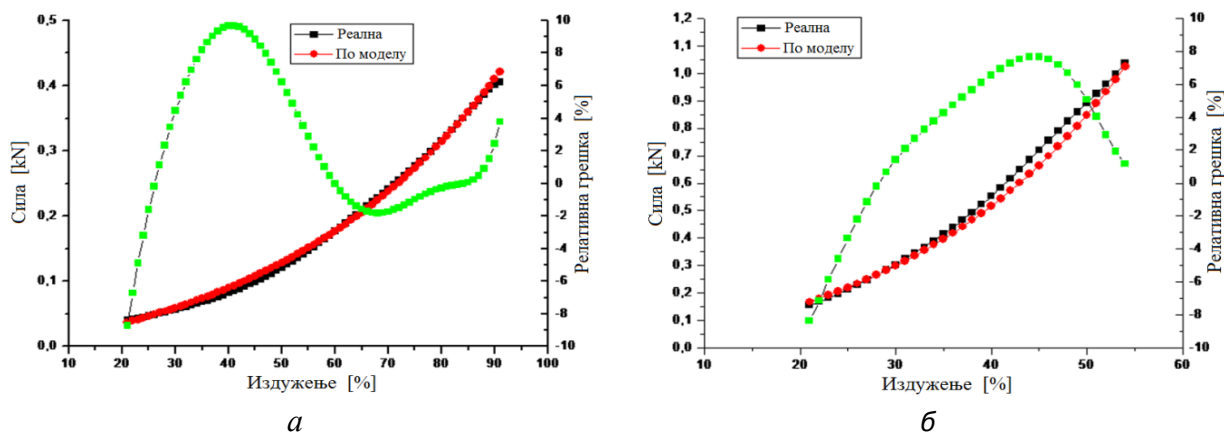 0,5
0,4
0,3
0,2
0,1
0,0
Сила [kN]
10 20 30 40 50 60 70 80 90 100
Издужење [%]
10
8
6
4
2
0
-2
-4
-6
-8
-10
Релативна грешка [%]
Реална
По моделу
а
1,2
1,1
1,0
0,9
0,8
0,7
0,6
0,5
0,4
0,3
0,2
0,1
0,0
Сила [kN]
10 20 30 40 50 60
Издужење [%]
10
8
6
4
2
0
-2
-4
-6
-8
-10
Релативна грешка [%]
Реална
По моделу
б